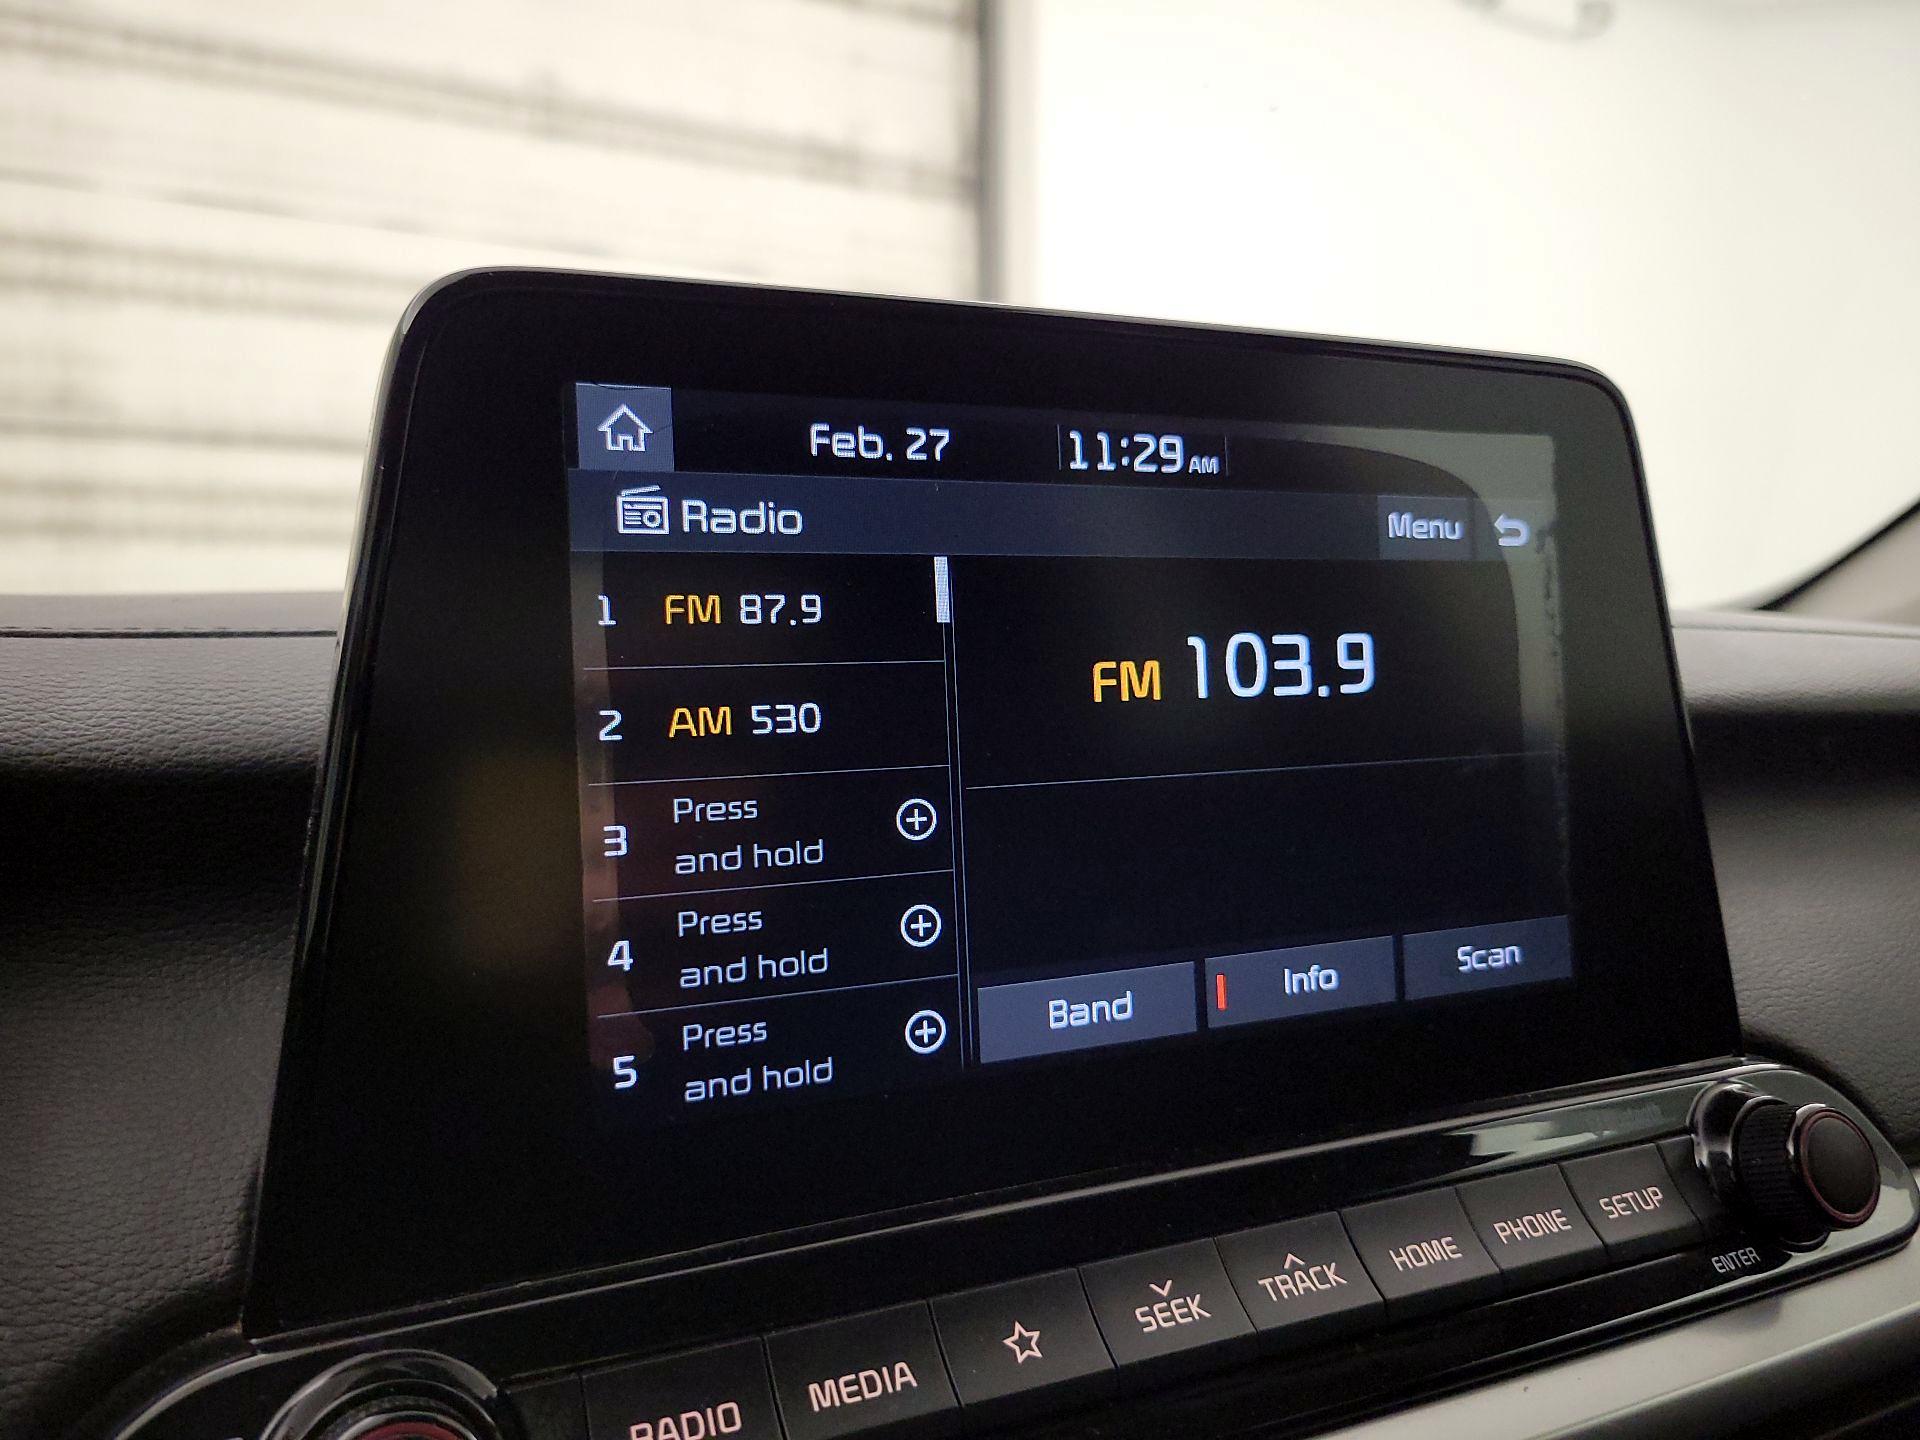 Feb. 27
11:29 AM
Radio
Menu
1 FM 87.9
2 AM 530
3 Press
and hold
4 Press
and hold
5 Press
and hold
FM 103.9
Band
Info
Scan
RADIO
MEDIA
SEEK
TRACK
HOME
PHONE
SETUP
ENTER